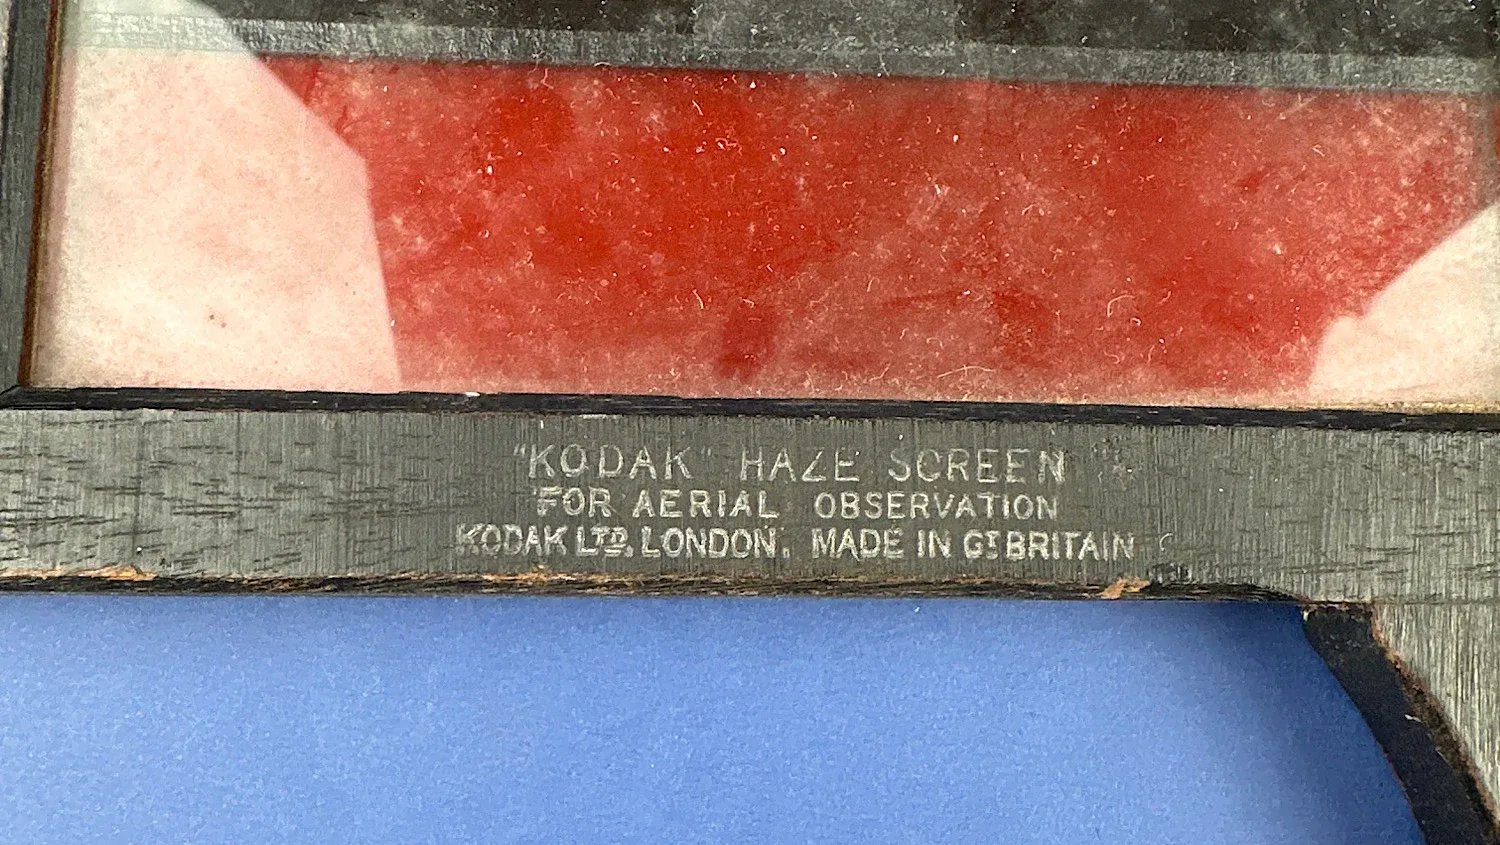 "KODAK" HAZE SCREEN
FOR AERIAL OBSERVATION
KODAK LTD. LONDON. MADE IN GT BRITAIN